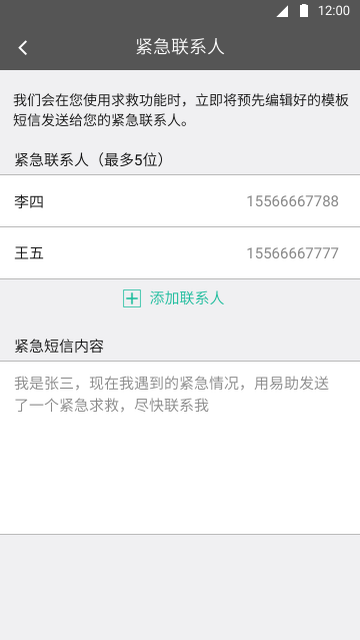 12:00
紧急联系人
我们会在您使用求救功能时，立即将预先编辑好的模板
短信发送给您的紧急联系人。
紧急联系人（最多5位）
李四 15566667788
王五 15566667777
添加联系人
紧急短信内容
我是张三，现在我遇到的紧急情况，用易助发送
了一个紧急求救，尽快联系我